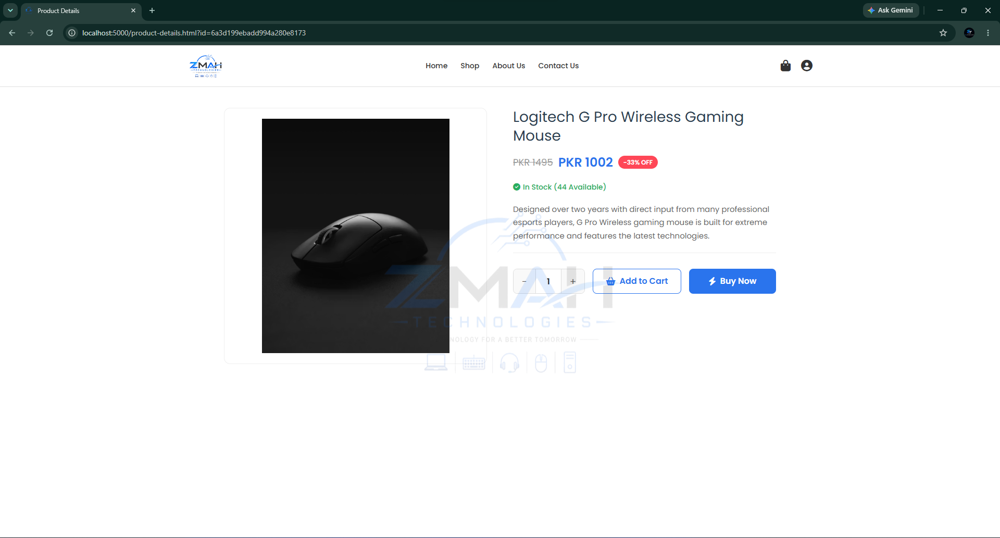 Product Details
Ask Gemini
localhost:5000/product-details.html?id=6a3d199ebadd994a280e8173
ZMAH
TECHNOLOGIES
Home
Shop
About Us
Contact Us
Logitech G Pro Wireless Gaming
Mouse
PKR 1495 PKR 1002 -33% OFF
In Stock (44 Available)
Designed over two years with direct input from many professional
esports players, G Pro Wireless gaming mouse is built for extreme
performance and features the latest technologies.
- 1 +
Add to Cart
Buy Now
ZMAH
TECHNOLOGIES
NOLOGY FOR A BETTER TOMORROW